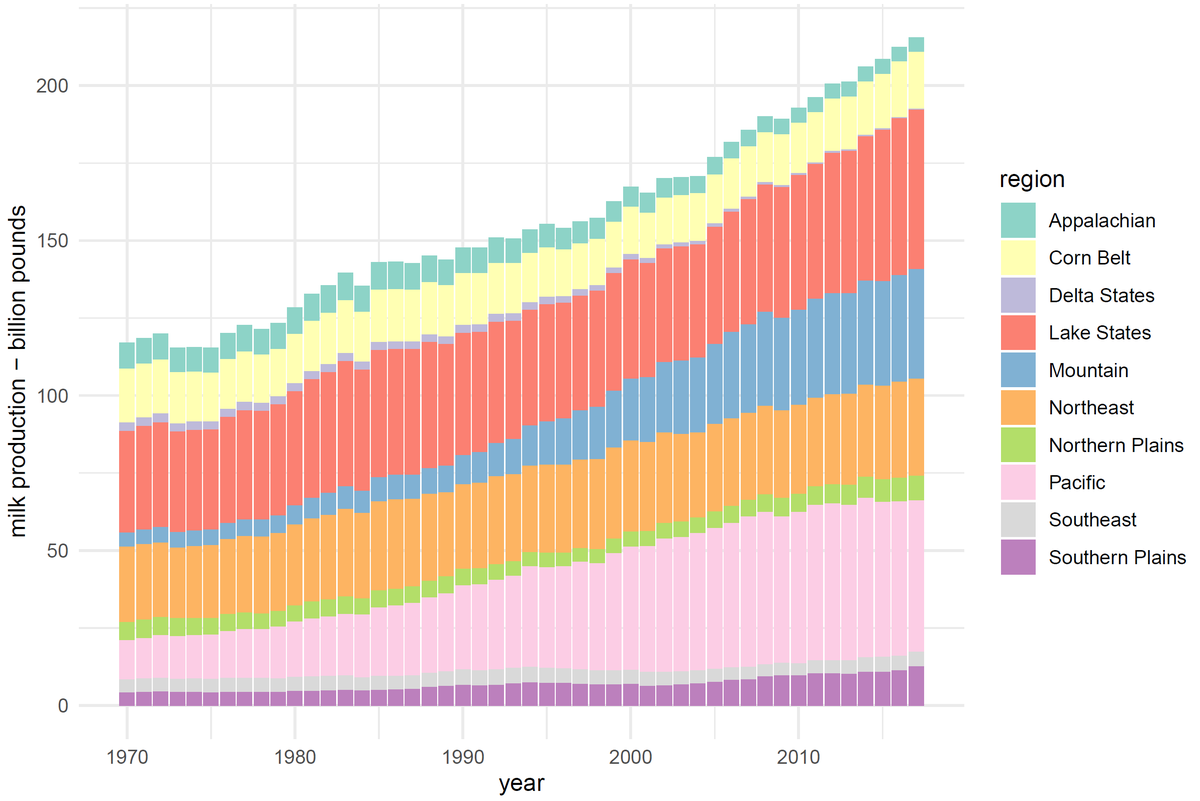 200
150
100
50
0
1970 1980 1990 2000 2010
year
milk production − billion pounds
region
Appalachian
Corn Belt
Delta States
Lake States
Mountain
Northeast
Northern Plains
Pacific
Southeast
Southern Plains